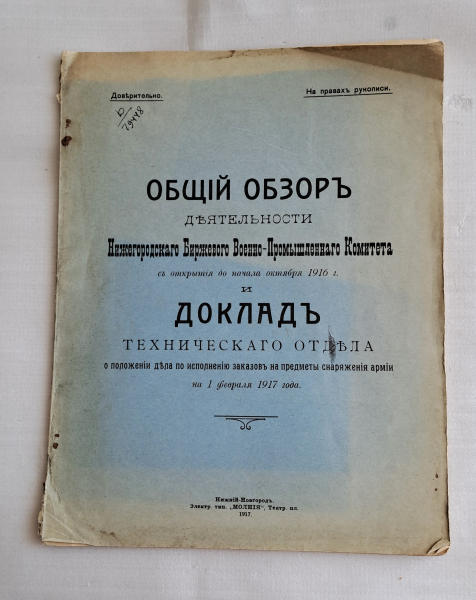 Довѣрительно.
На правахъ рукописи.
D/79448
ОБЩІЙ ОБЗОРЪ
ДѢЯТЕЛЬНОСТИ
Нижегородскаго Биржевого Военно-Промышленнаго Комитета
съ открытія до начала октября 1916 г.
И
ДОКЛАДЪ
ТЕХНИЧЕСКАГО ОТДѢЛА
о положеніи дѣла по исполненію заказовъ на предметы снаряженія арміи
на 1 февраля 1917 года.
Нижній-Новгородъ.
Электр. тип. „МОЛНІЯ", Театр. пл.
1917.